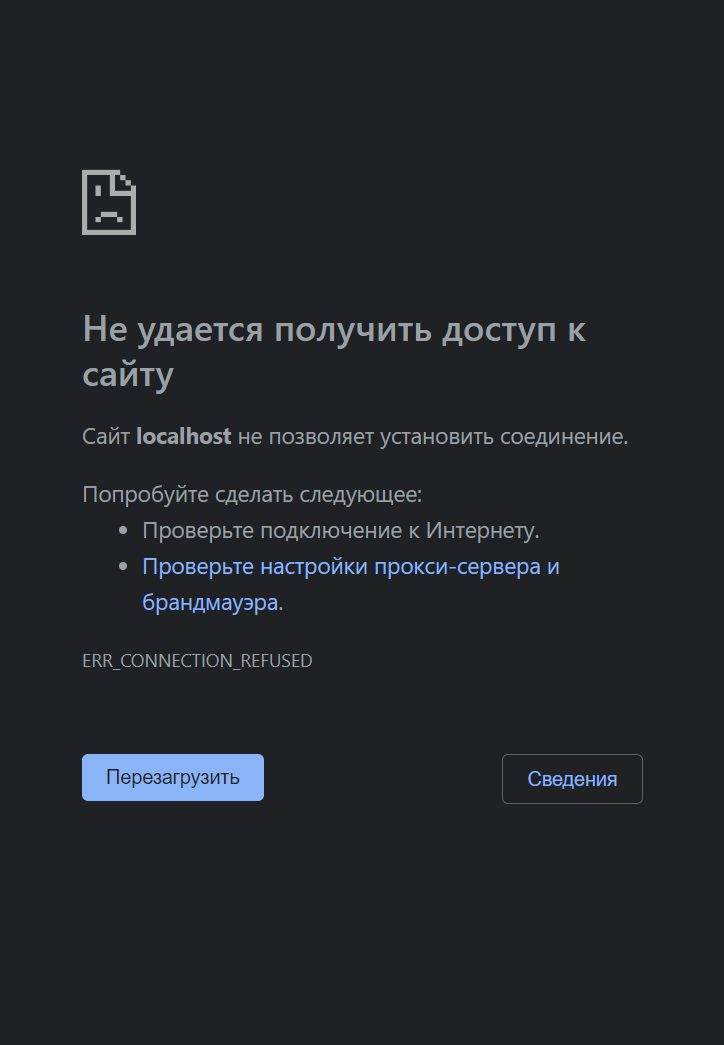 Не удается получить доступ к
сайту
Сайт localhost не позволяет установить соединение.
Попробуйте сделать следующее:
Проверьте подключение к Интернету.
Проверьте настройки прокси-сервера и
брандмауэра.
ERR_CONNECTION_REFUSED
Перезагрузить
Сведения